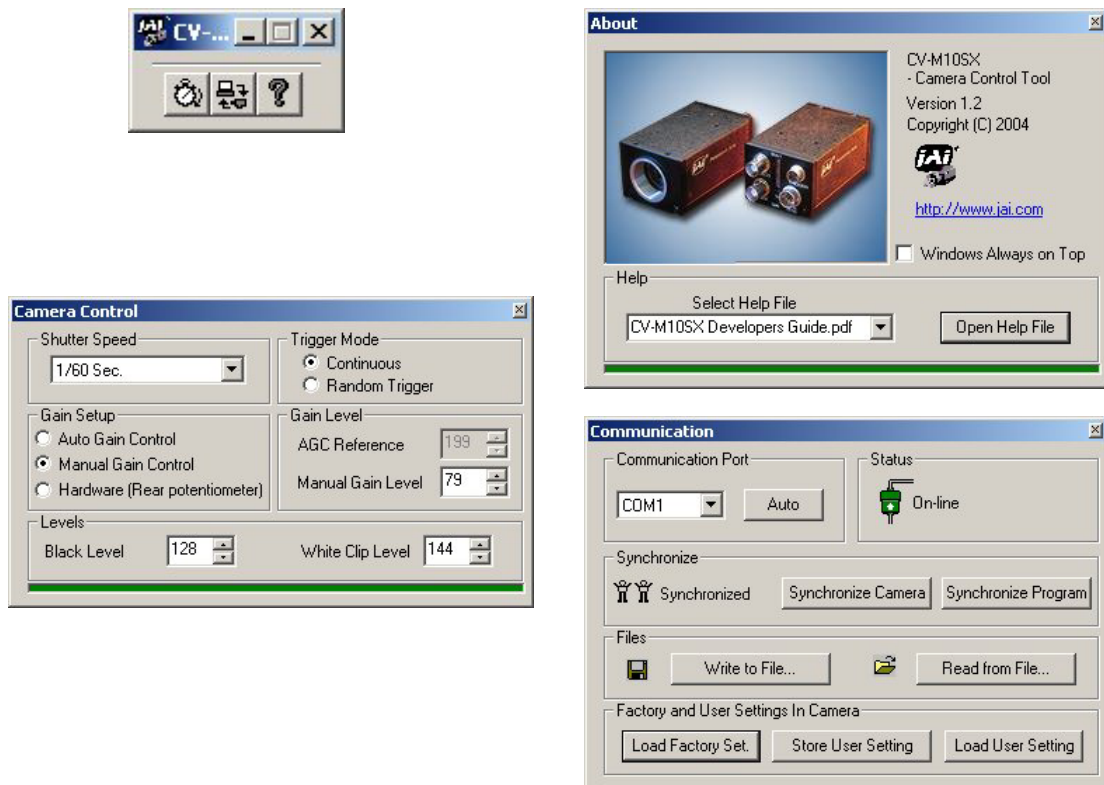 CV-...
About
CV-M10SX
- Camera Control Tool
Version 1.2
Copyright (C) 2004
JAi
http://www.jai.com
Windows Always on Top
Help
Select Help File
CV-M10SX Developers Guide.pdf
Open Help File
Camera Control
Shutter Speed
1/60 Sec.
Trigger Mode
Continuous
Random Trigger
Gain Setup
Auto Gain Control
Manual Gain Control
Hardware (Rear potentiometer)
Gain Level
AGC Reference 199
Manual Gain Level 79
Levels
Black Level 128 White Clip Level 144
Communication
Communication Port
COM1 Auto
Status
On-line
Synchronize
Synchronized Synchronize Camera Synchronize Program
Files
Write to File... Read from File...
Factory and User Settings In Camera
Load Factory Set. Store User Setting Load User Setting